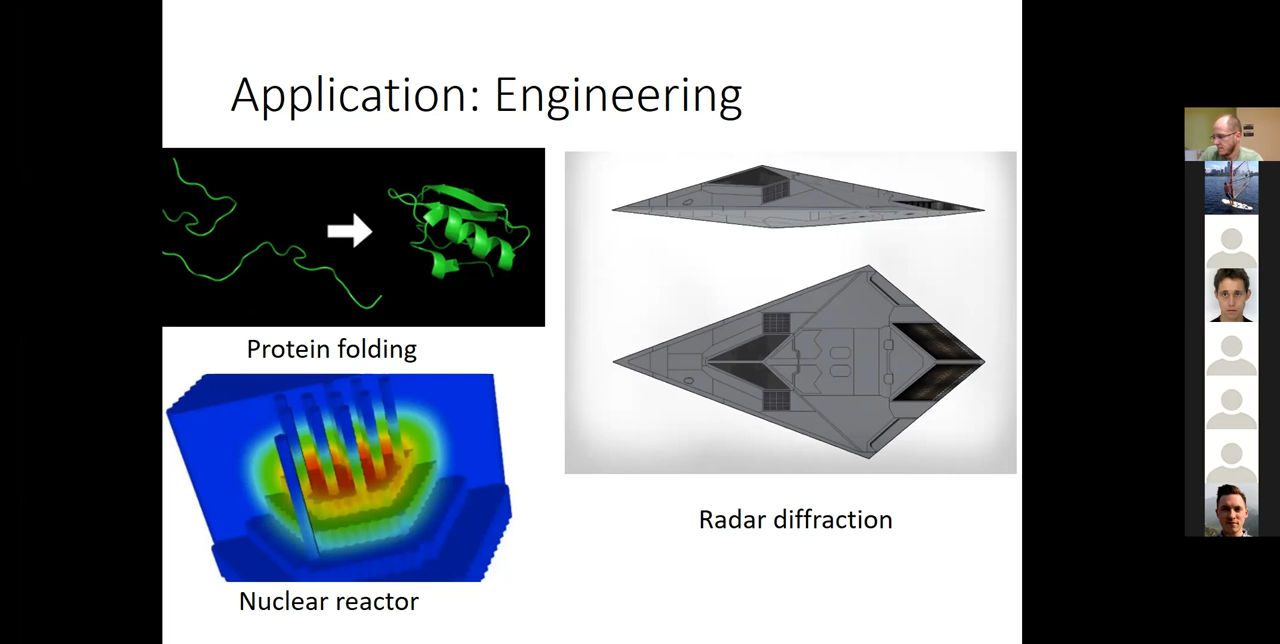 Application: Engineering
Protein folding
Nuclear reactor
Radar diffraction